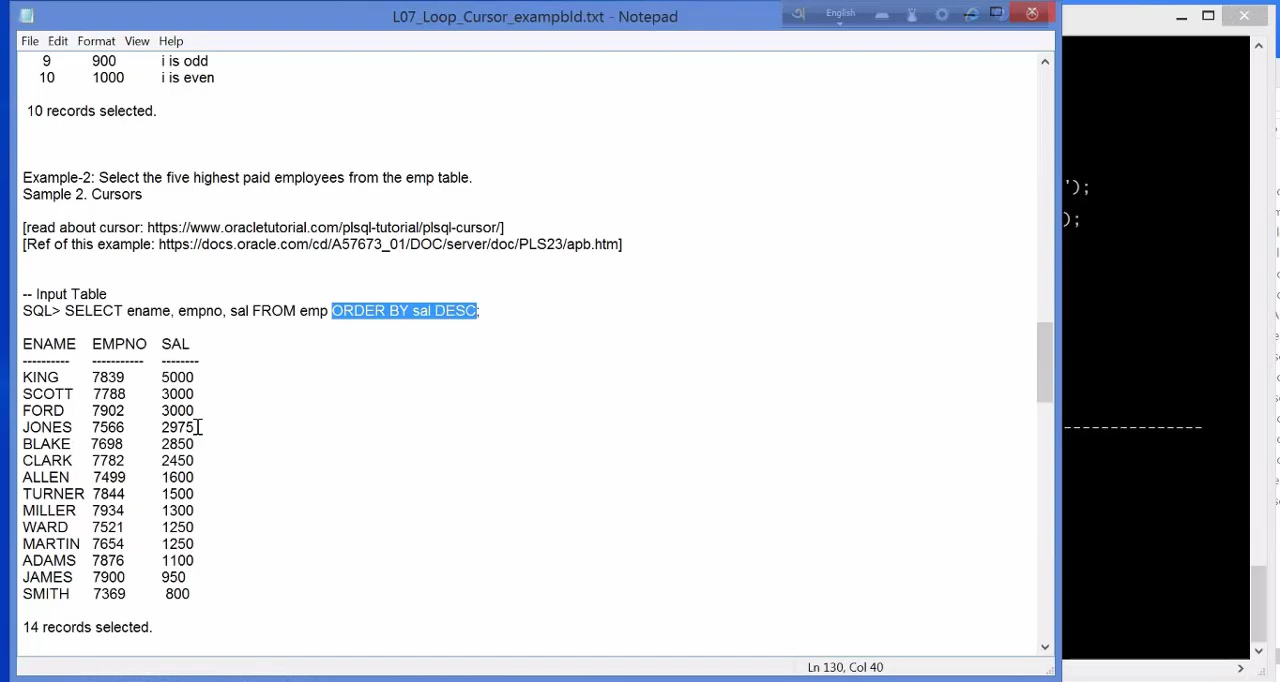 L07_Loop_Cursor_exampbld.txt - Notepad
English
File Edit Format View Help
9 900 i is odd
10 1000 i is even
10 records selected.
Example-2: Select the five highest paid employees from the emp table.
Sample 2. Cursors
[read about cursor: https://www.oracletutorial.com/plsql-tutorial/plsql-cursor/]
[Ref of this example: https://docs.oracle.com/cd/A57673_01/DOC/server/doc/PLS23/apb.htm]
-- Input Table
SQL> SELECT ename, empno, sal FROM emp ORDER BY sal DESC;
ENAME EMPNO SAL
---------- ----------- --------
KING 7839 5000
SCOTT 7788 3000
FORD 7902 3000
JONES 7566 2975
BLAKE 7698 2850
CLARK 7782 2450
ALLEN 7499 1600
TURNER 7844 1500
MILLER 7934 1300
WARD 7521 1250
MARTIN 7654 1250
ADAMS 7876 1100
JAMES 7900 950
SMITH 7369 800
14 records selected.
Ln 130, Col 40
');
);
---------------